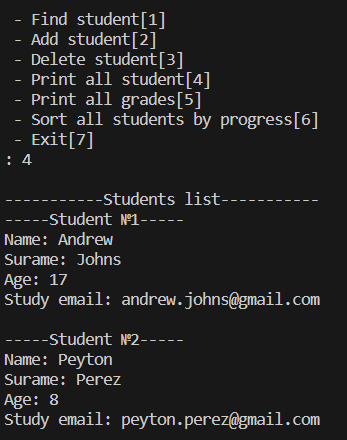 - Find student[1]
- Add student[2]
- Delete student[3]
- Print all student[4]
- Print all grades[5]
- Sort all students by progress[6]
- Exit[7]
: 4
-----------Students list-----------
-----Student №1-----
Name: Andrew
Surame: Johns
Age: 17
Study email: andrew.johns@gmail.com
-----Student №2-----
Name: Peyton
Surame: Perez
Age: 8
Study email: peyton.perez@gmail.com